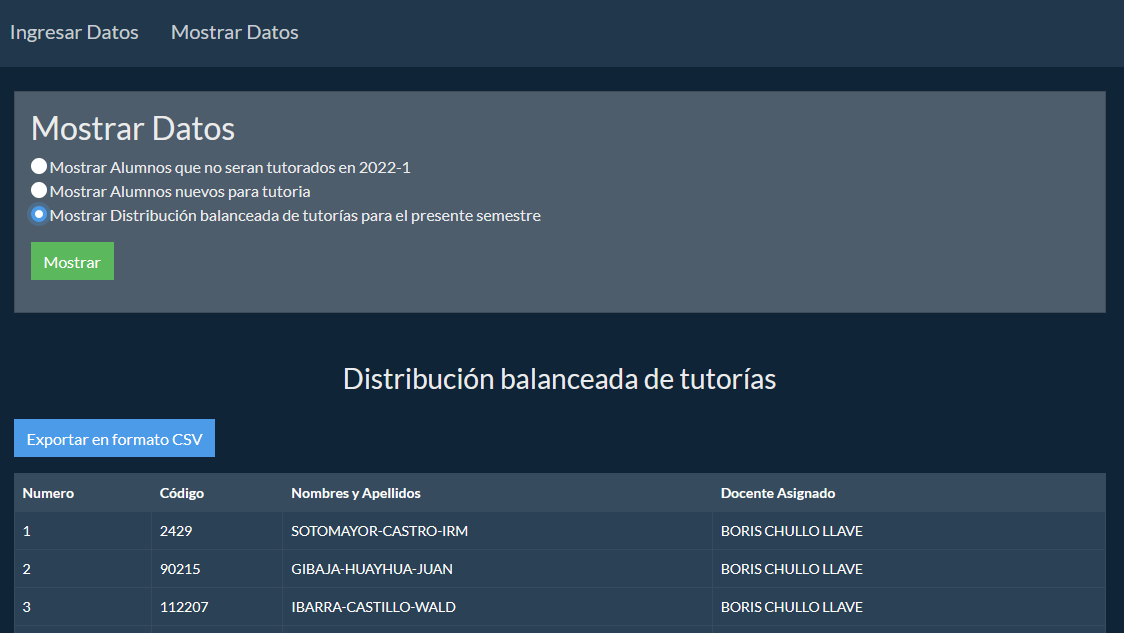 Ingresar Datos Mostrar Datos
Mostrar Datos
Mostrar Alumnos que no seran tutorados en 2022-1
Mostrar Alumnos nuevos para tutoria
Mostrar Distribución balanceada de tutorías para el presente semestre
Mostrar
Distribución balanceada de tutorías
Exportar en formato CSV
Numero Código Nombres y Apellidos Docente Asignado
1 2429 SOTOMAYOR-CASTRO-IRM BORIS CHULLO LLAVE
2 90215 GIBAJA-HUAYHUA-JUAN BORIS CHULLO LLAVE
3 112207 IBARRA-CASTILLO-WALD BORIS CHULLO LLAVE